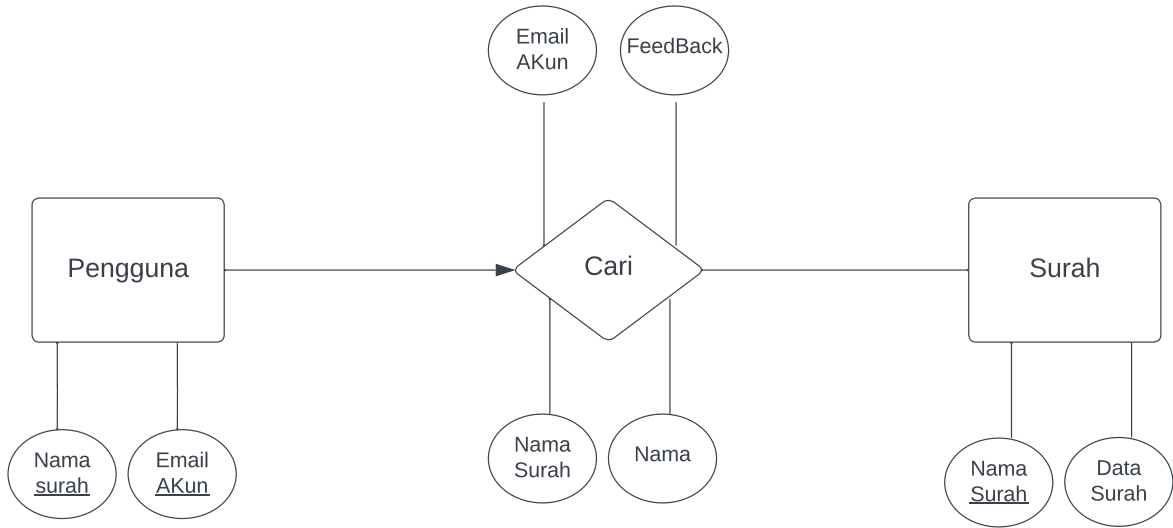 Email
AKun
FeedBack
Pengguna
Cari
Surah
Nama
surah
Email
AKun
Nama
Surah
Nama
Nama
Surah
Data
Surah